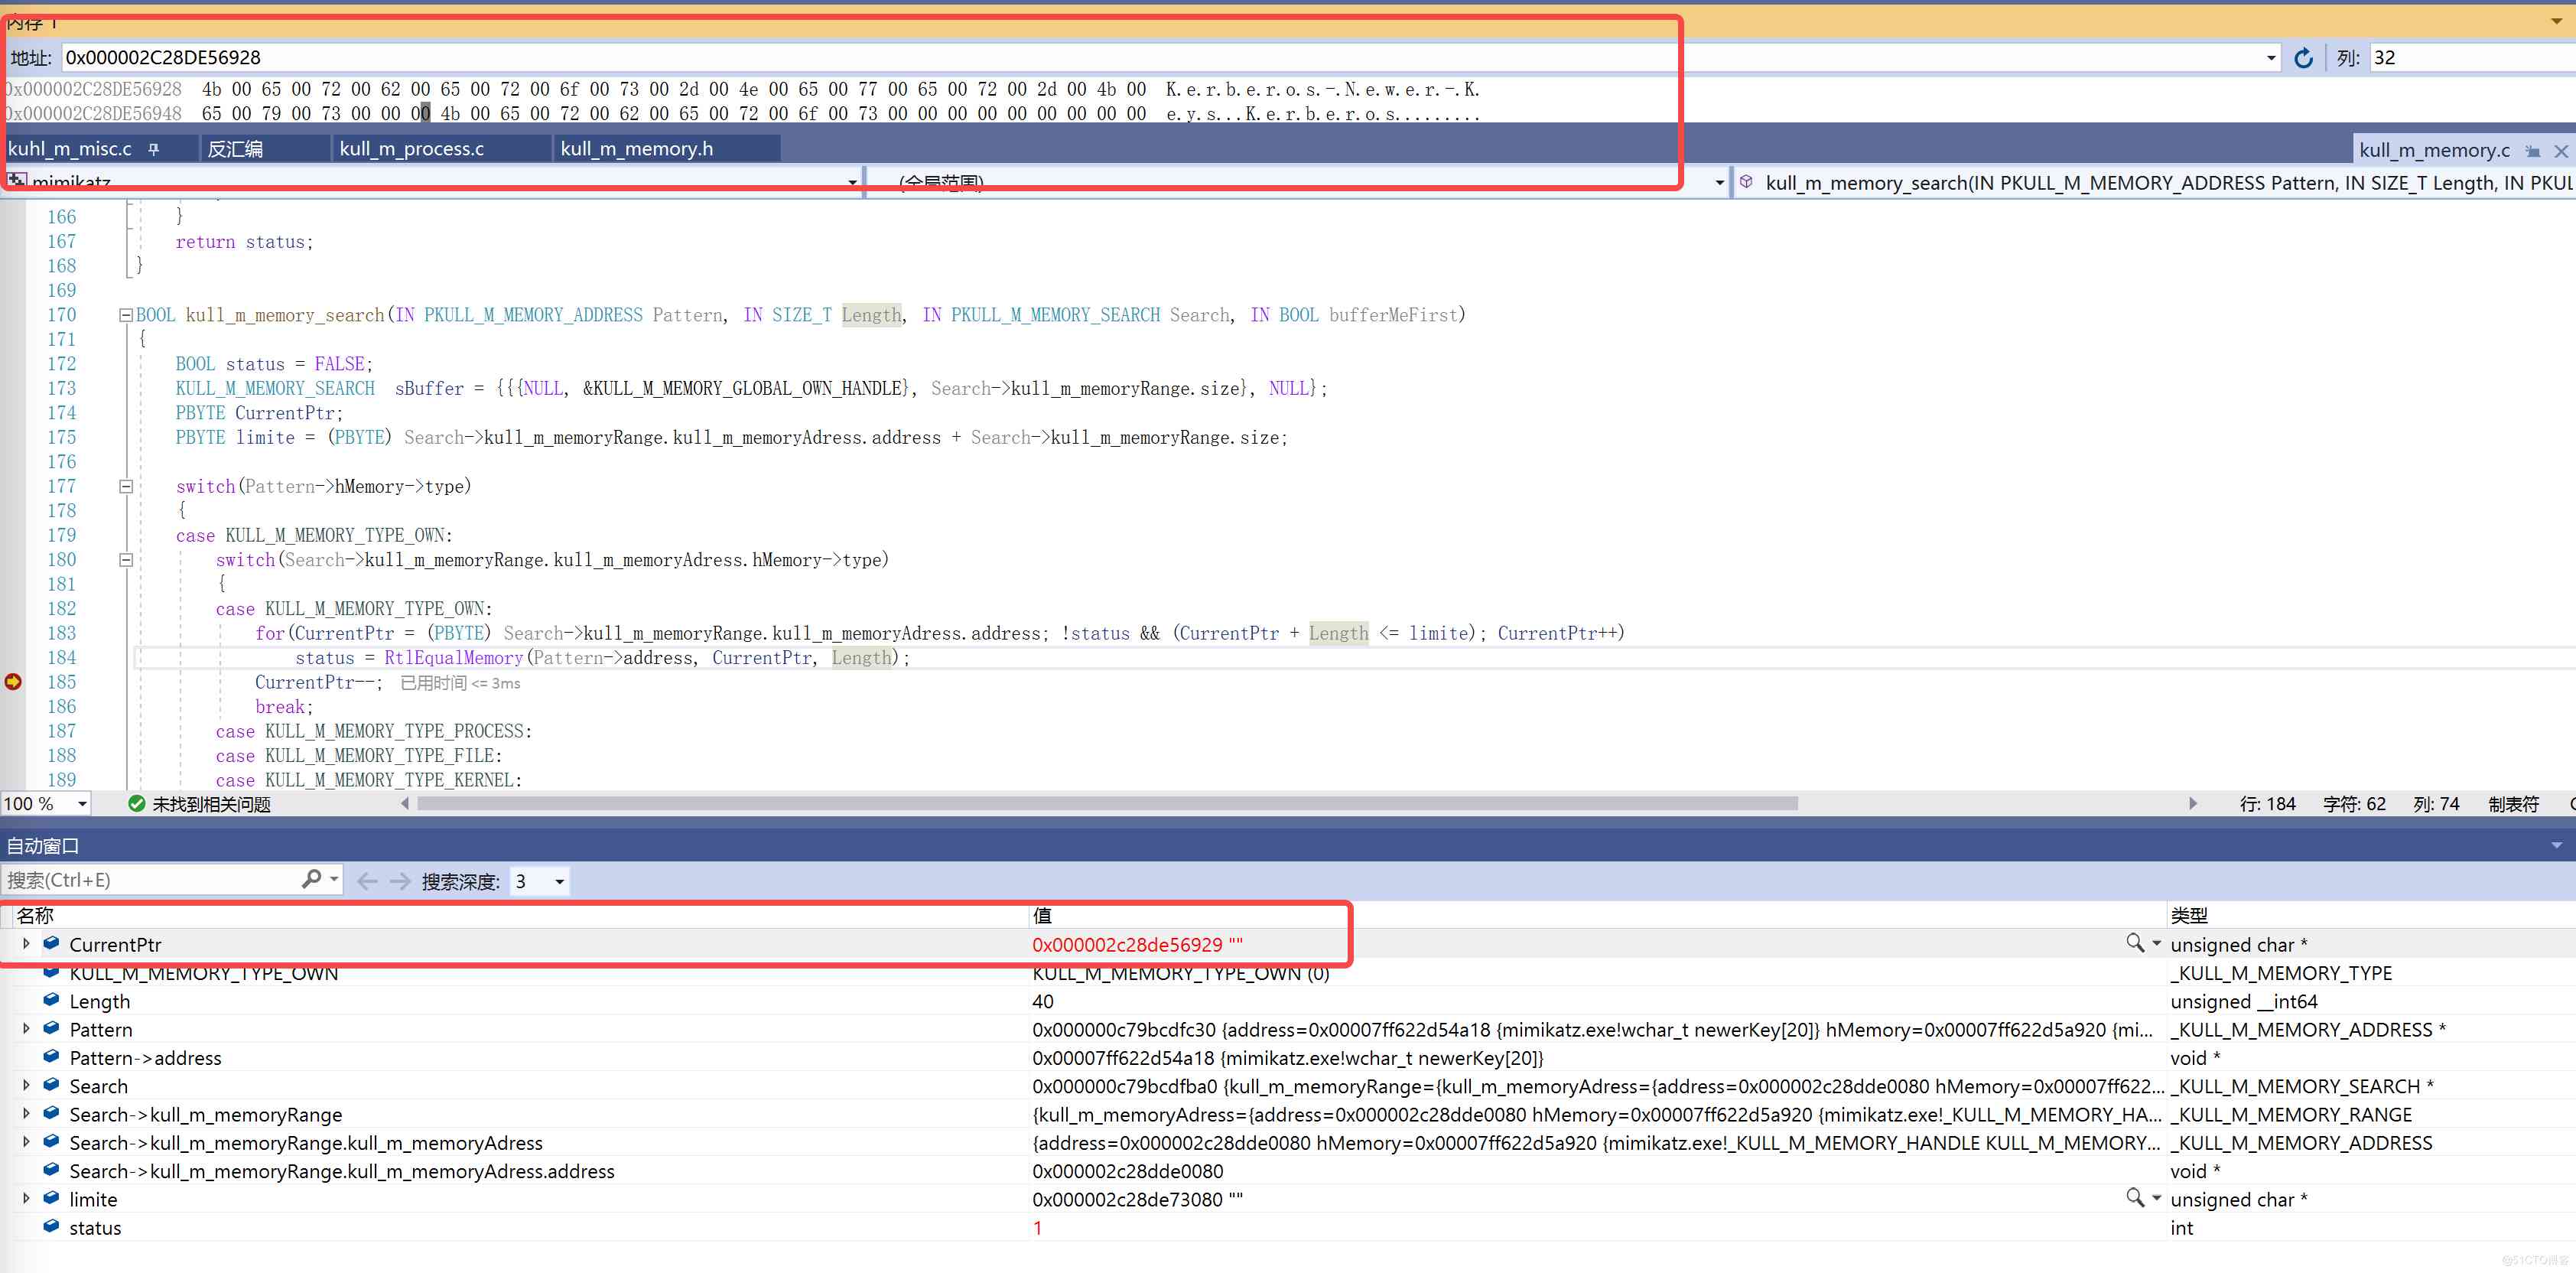 内存 1
地址: 0x000002C28DE56928 列: 32
0x000002C28DE56928 4b 00 65 00 72 00 62 00 65 00 72 00 6f 00 73 00 2d 00 4e 00 65 00 77 00 65 00 72 00 2d 00 4b 00 K.e.r.b.e.r.o.s.-.N.e.w.e.r.-.K.
0x000002C28DE56948 65 00 79 00 73 00 00 00 4b 00 65 00 72 00 62 00 65 00 72 00 6f 00 73 00 00 00 00 00 00 00 00 00 e.y.s...K.e.r.b.e.r.o.s.........
kuhl_m_misc.c 反汇编 kull_m_process.c kull_m_memory.h kull_m_memory.c
mimikatz (全局范围) kull_m_memory_search(IN PKULL_M_MEMORY_ADDRESS Pattern, IN SIZE_T Length, IN PKUL
166 }
167 return status;
168 }
169
170 BOOL kull_m_memory_search(IN PKULL_M_MEMORY_ADDRESS Pattern, IN SIZE_T Length, IN PKULL_M_MEMORY_SEARCH Search, IN BOOL bufferMeFirst)
171 {
172 BOOL status = FALSE;
173 KULL_M_MEMORY_SEARCH sBuffer = {{{NULL, &KULL_M_MEMORY_GLOBAL_OWN_HANDLE}, Search->kull_m_memoryRange.size}, NULL};
174 PBYTE CurrentPtr;
175 PBYTE limite = (PBYTE) Search->kull_m_memoryRange.kull_m_memoryAdress.address + Search->kull_m_memoryRange.size;
176
177 switch(Pattern->hMemory->type)
178 {
179 case KULL_M_MEMORY_TYPE_OWN:
180 switch(Search->kull_m_memoryRange.kull_m_memoryAdress.hMemory->type)
181 {
182 case KULL_M_MEMORY_TYPE_OWN:
183 for(CurrentPtr = (PBYTE) Search->kull_m_memoryRange.kull_m_memoryAdress.address; !status && (CurrentPtr + Length <= limite); CurrentPtr++)
184 status = RtlEqualMemory(Pattern->address, CurrentPtr, Length);
185 CurrentPtr--; 已用时间 <= 3ms
186 break;
187 case KULL_M_MEMORY_TYPE_PROCESS:
188 case KULL_M_MEMORY_TYPE_FILE:
189 case KULL_M_MEMORY_TYPE_KERNEL:
100 % 未找到相关问题 行: 184 字符: 62 列: 74 制表符
自动窗口
搜索(Ctrl+E) 搜索深度: 3
名称 值 类型
CurrentPtr 0x000002c28de56929 "" unsigned char *
KULL_M_MEMORY_TYPE_OWN KULL_M_MEMORY_TYPE_OWN (0) _KULL_M_MEMORY_TYPE
Length 40 unsigned __int64
Pattern 0x000000c79bcdfc30 {address=0x00007ff622d54a18 {mimikatz.exe!wchar_t newerKey[20]} hMemory=0x00007ff622d5a920 {mi... _KULL_M_MEMORY_ADDRESS *
Pattern->address 0x00007ff622d54a18 {mimikatz.exe!wchar_t newerKey[20]} void *
Search 0x000000c79bcdfba0 {kull_m_memoryRange={kull_m_memoryAdress={address=0x000002c28dde0080 hMemory=0x00007ff622... _KULL_M_MEMORY_SEARCH *
Search->kull_m_memoryRange {kull_m_memoryAdress={address=0x000002c28dde0080 hMemory=0x00007ff622d5a920 {mimikatz.exe!_KULL_M_MEMORY_HA... _KULL_M_MEMORY_RANGE
Search->kull_m_memoryRange.kull_m_memoryAdress {address=0x000002c28dde0080 hMemory=0x00007ff622d5a920 {mimikatz.exe!_KULL_M_MEMORY_HANDLE KULL_M_MEMORY... _KULL_M_MEMORY_ADDRESS
Search->kull_m_memoryRange.kull_m_memoryAdress.address 0x000002c28dde0080 void *
limite 0x000002c28de73080 "" unsigned char *
status 1 int
@51CTO博客